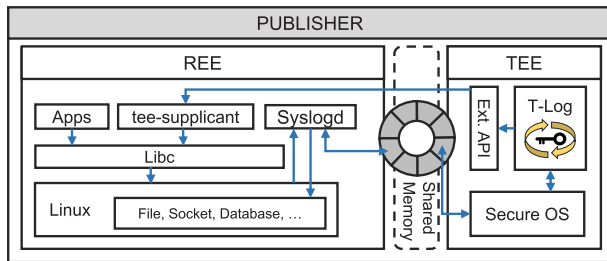 PUBLISHER
REE
TEE
Apps
tee-supplicant
Syslogd
Libc
Linux
File, Socket, Database, ...
Shared
Memory
Ext. API
T-Log
Secure OS